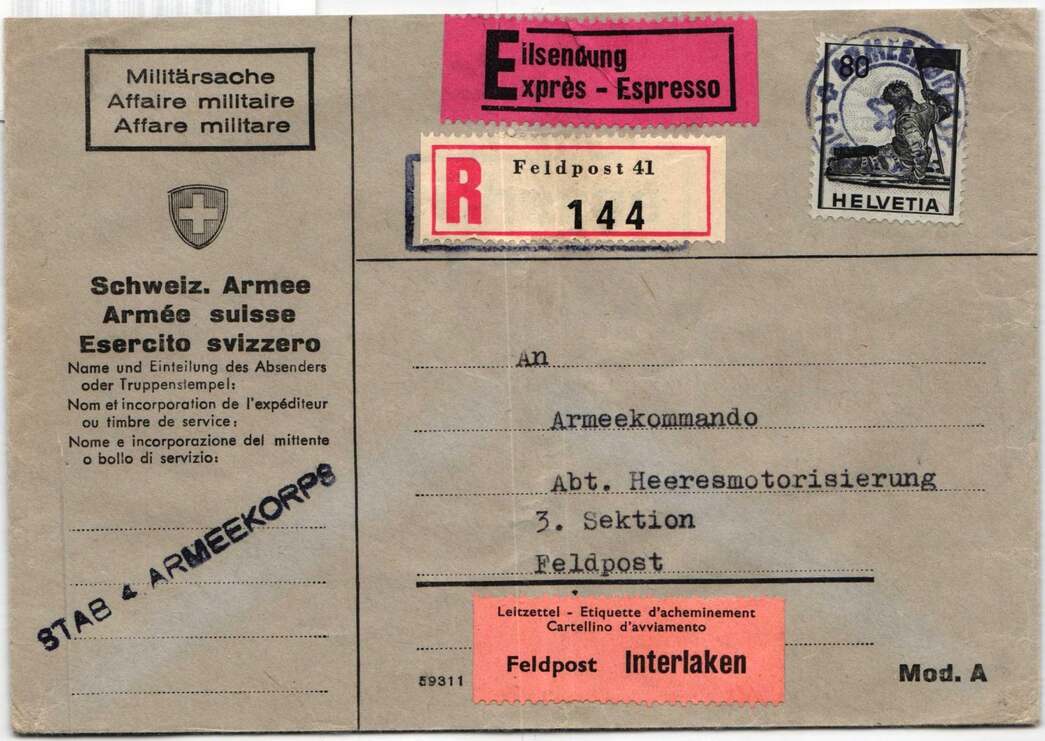 Militärsache
Affaire militaire
Affare militare
Schweiz. Armee
Armée suisse
Esercito svizzero
Name und Einteilung des Absenders
oder Truppenstempel:
Nom et incorporation de l'expéditeur
ou timbre de service:
Nome e incorporazione del mittente
o bollo di servizio:
STAB 4. ARMEEKORPS
Eilsendung
Exprès - Espresso
R
Feldpost 41
144
80
HELVETIA
An
Armeekommando
Abt. Heeresmotorisierung
3. Sektion
Feldpost
Leitzettel - Etiquette d'acheminement
Cartellino d'avviamento
Feldpost Interlaken
59311
Mod. A